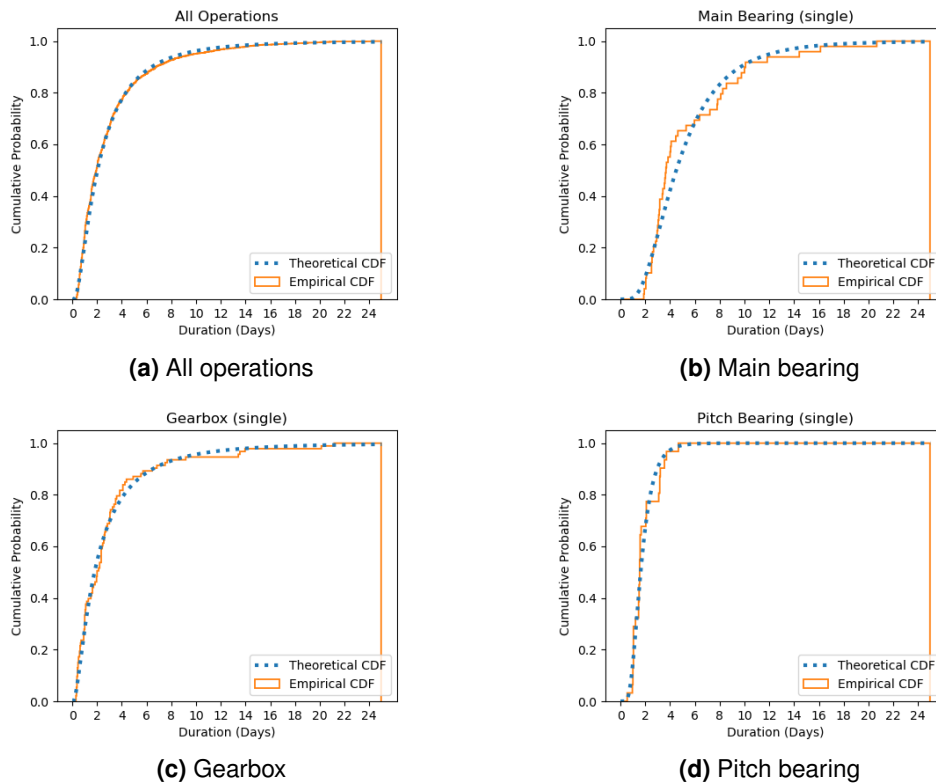 All Operations
1.0
0.8
0.6
0.4
0.2
0.0
Cumulative Probability
Theoretical CDF
Empirical CDF
0 2 4 6 8 10 12 14 16 18 20 22 24
Duration (Days)
(a) All operations
Main Bearing (single)
1.0
0.8
0.6
0.4
0.2
0.0
Cumulative Probability
Theoretical CDF
Empirical CDF
0 2 4 6 8 10 12 14 16 18 20 22 24
Duration (Days)
(b) Main bearing
Gearbox (single)
1.0
0.8
0.6
0.4
0.2
0.0
Cumulative Probability
Theoretical CDF
Empirical CDF
0 2 4 6 8 10 12 14 16 18 20 22 24
Duration (Days)
(c) Gearbox
Pitch Bearing (single)
1.0
0.8
0.6
0.4
0.2
0.0
Cumulative Probability
Theoretical CDF
Empirical CDF
0 2 4 6 8 10 12 14 16 18 20 22 24
Duration (Days)
(d) Pitch bearing